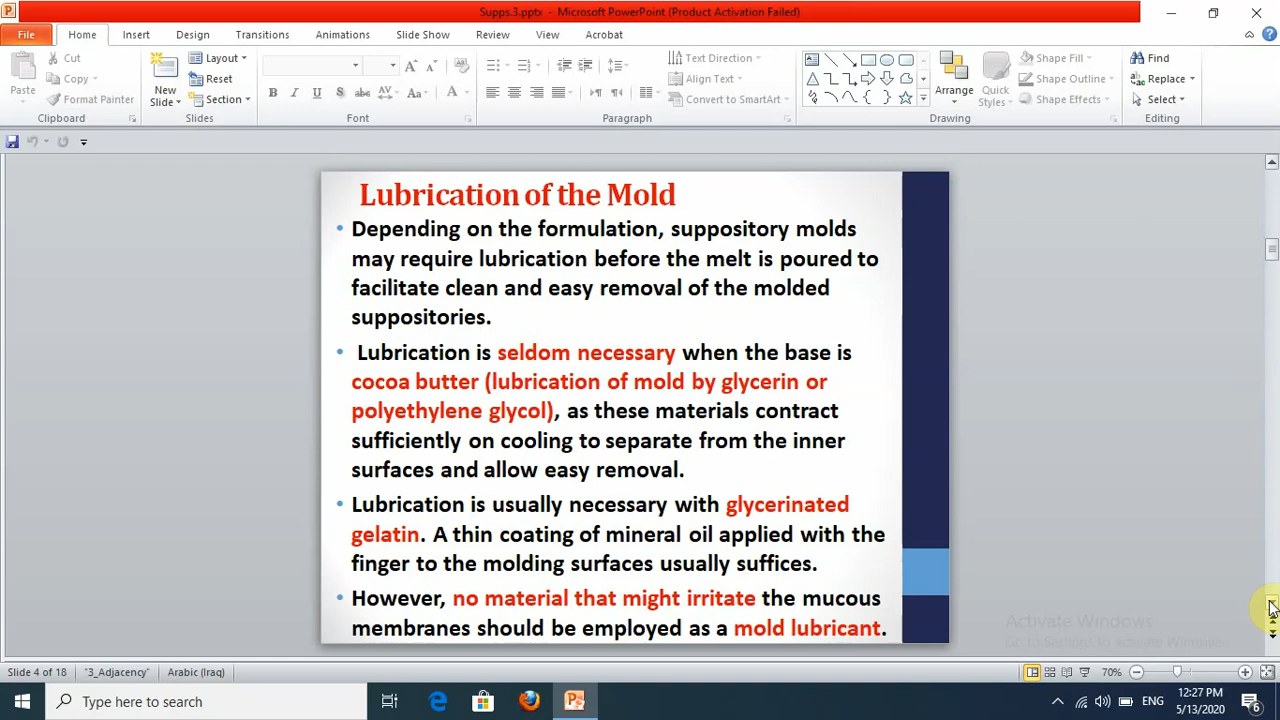 Supps.3.pptx - Microsoft PowerPoint (Product Activation Failed)
File Home Insert Design Transitions Animations Slide Show Review View Acrobat
Paste
Cut
Copy
Format Painter
Clipboard
New Slide
Layout
Reset
Section
Slides
B I U S abc AV Aa A
Font
Text Direction
Align Text
Convert to SmartArt
Paragraph
Arrange
Quick Styles
Shape Fill
Shape Outline
Shape Effects
Drawing
Find
Replace
Select
Editing
Lubrication of the Mold
• Depending on the formulation, suppository molds
may require lubrication before the melt is poured to
facilitate clean and easy removal of the molded
suppositories.
• Lubrication is seldom necessary when the base is
cocoa butter (lubrication of mold by glycerin or
polyethylene glycol), as these materials contract
sufficiently on cooling to separate from the inner
surfaces and allow easy removal.
• Lubrication is usually necessary with glycerinated
gelatin. A thin coating of mineral oil applied with the
finger to the molding surfaces usually suffices.
• However, no material that might irritate the mucous
membranes should be employed as a mold lubricant.
Activate Windows
Go to Settings to activate Windows.
Slide 4 of 18 "3_Adjacency" Arabic (Iraq) 70%
Type here to search
ENG
12:27 PM
5/13/2020
6